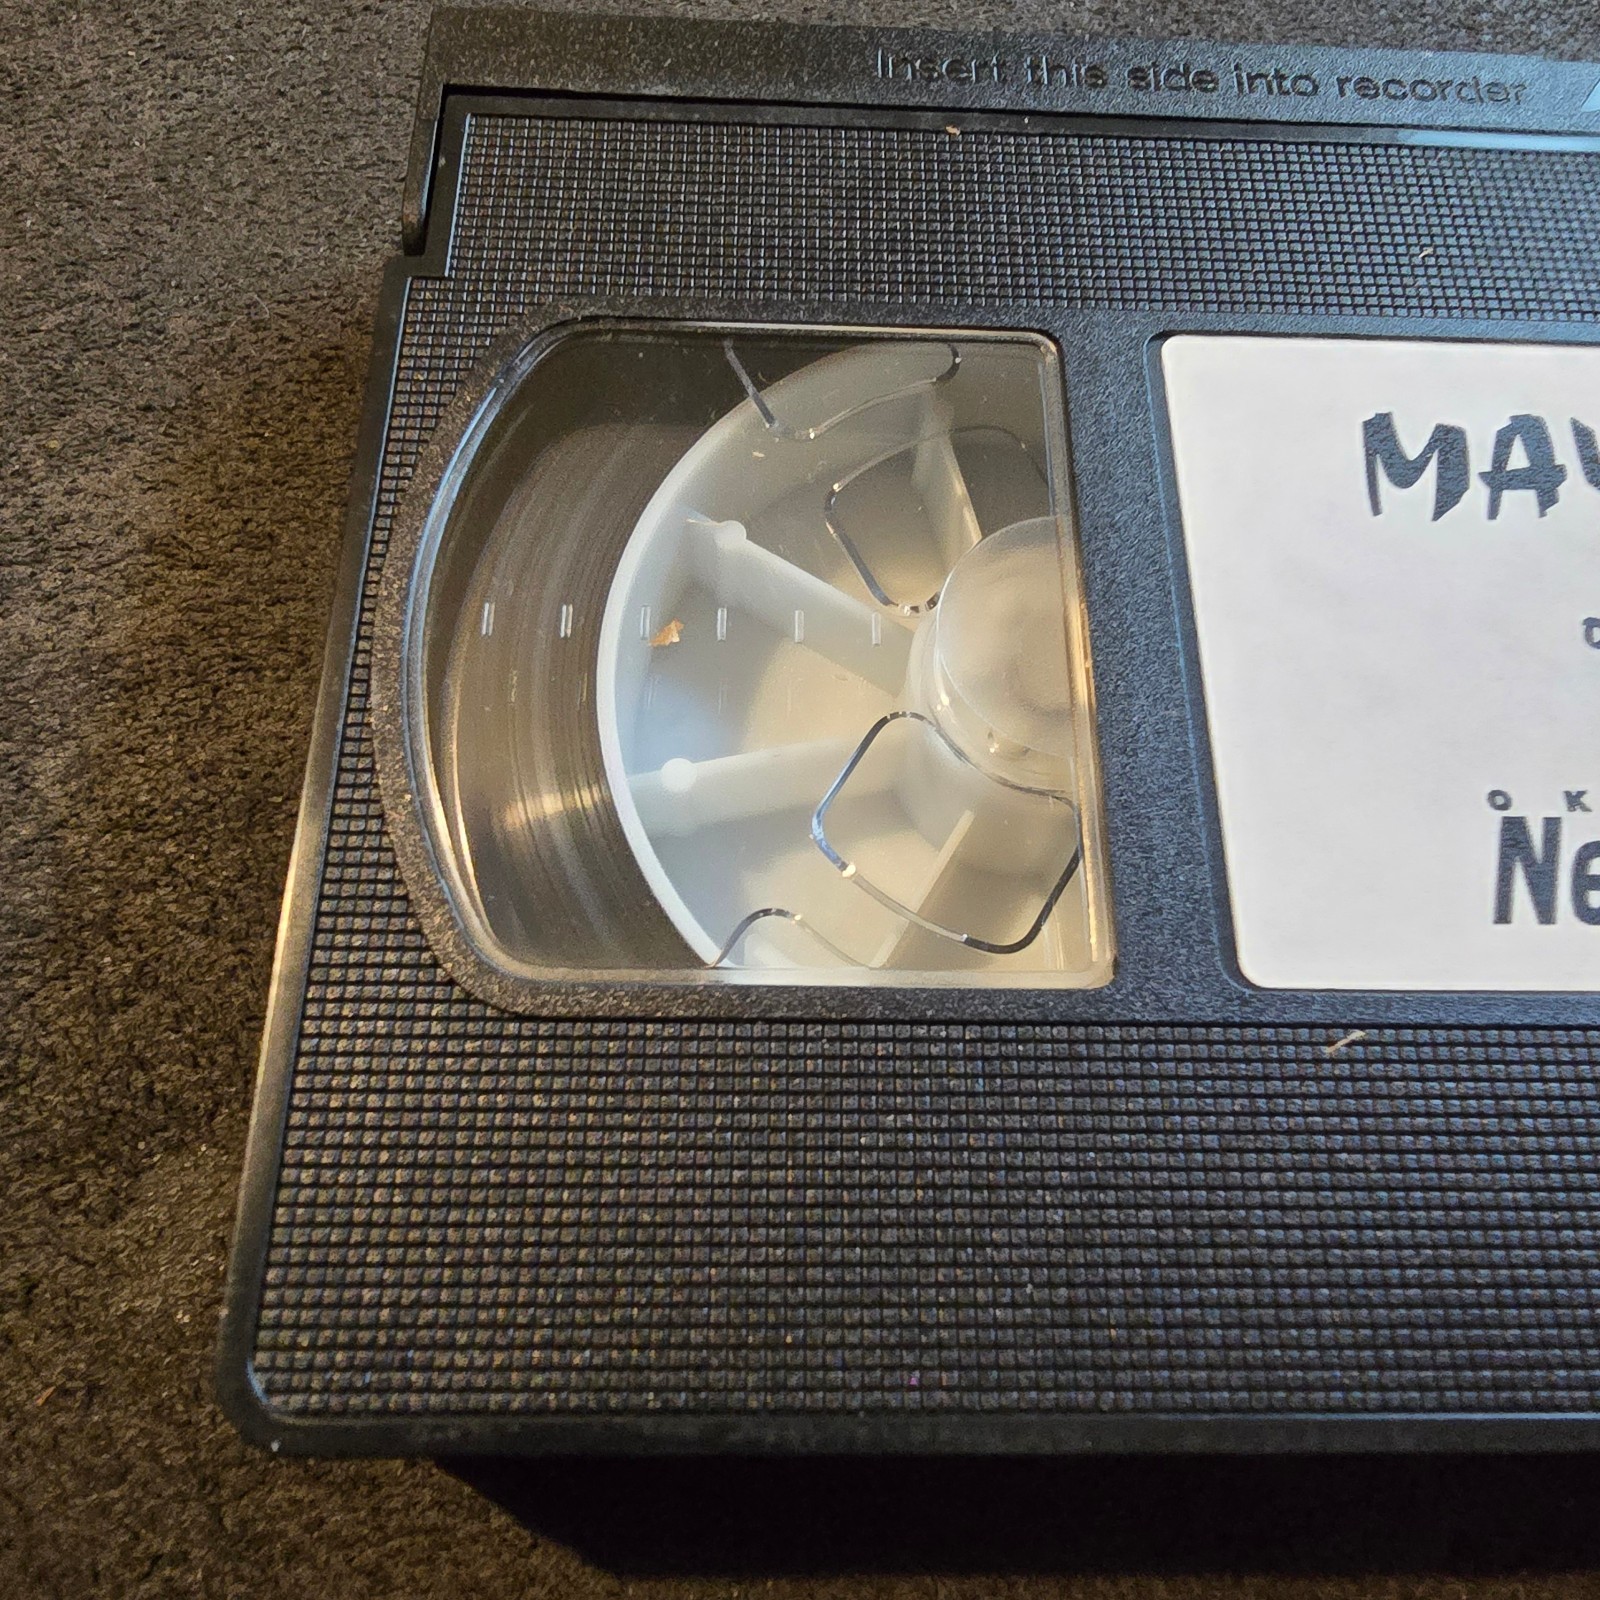 Insert this side into recorder
MAV
O K
Ne